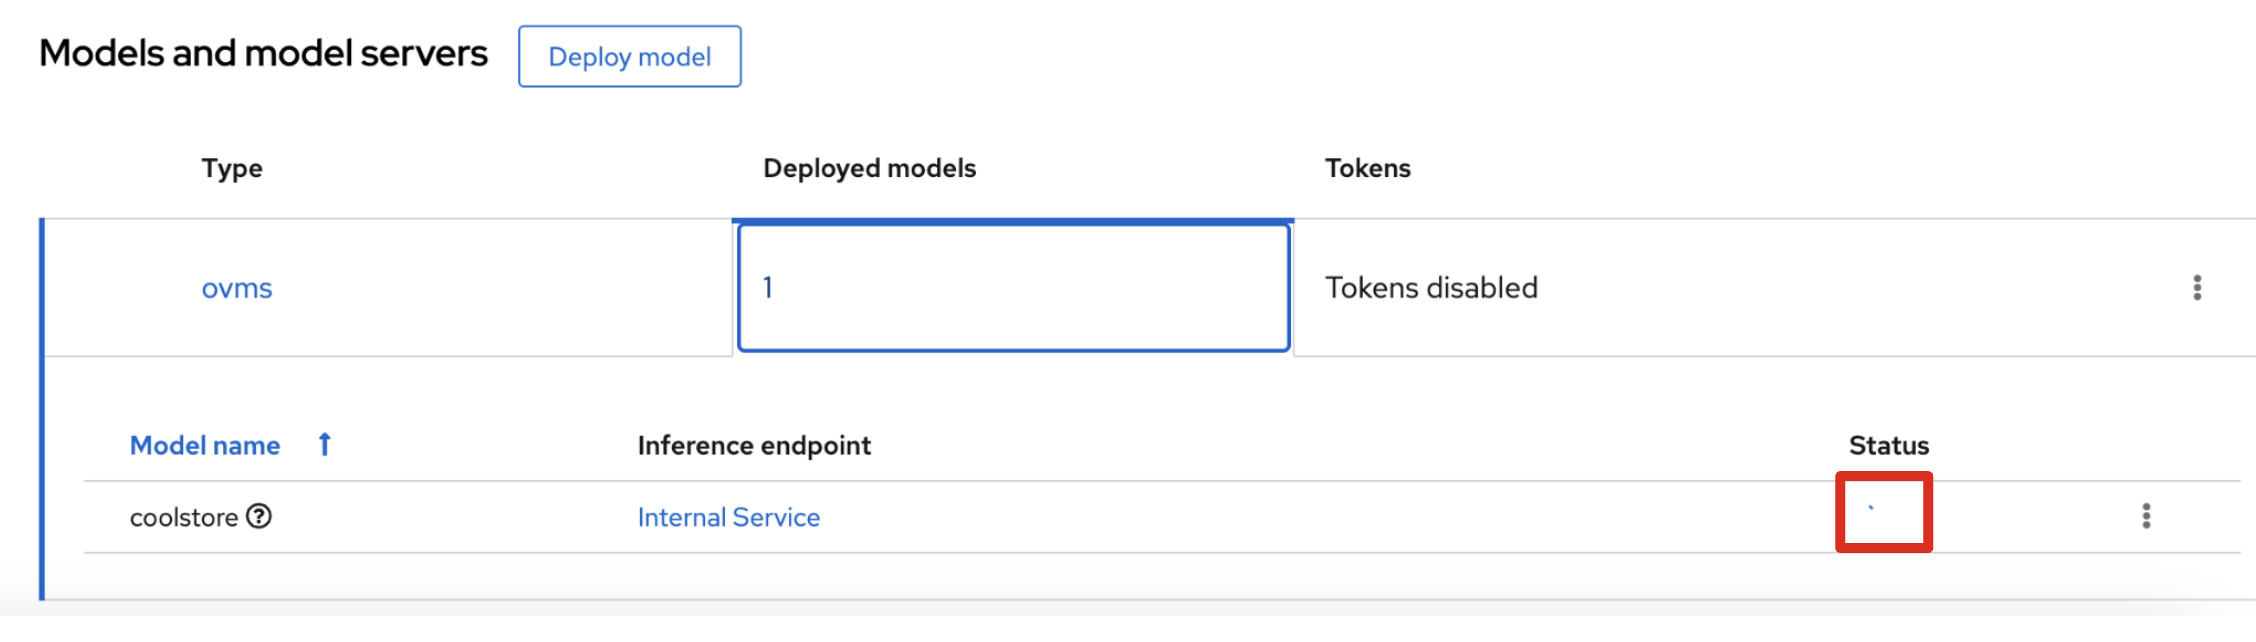 Models and model servers Deploy model
Type Deployed models Tokens
ovms 1 Tokens disabled
Model name Inference endpoint Status
coolstore Internal Service